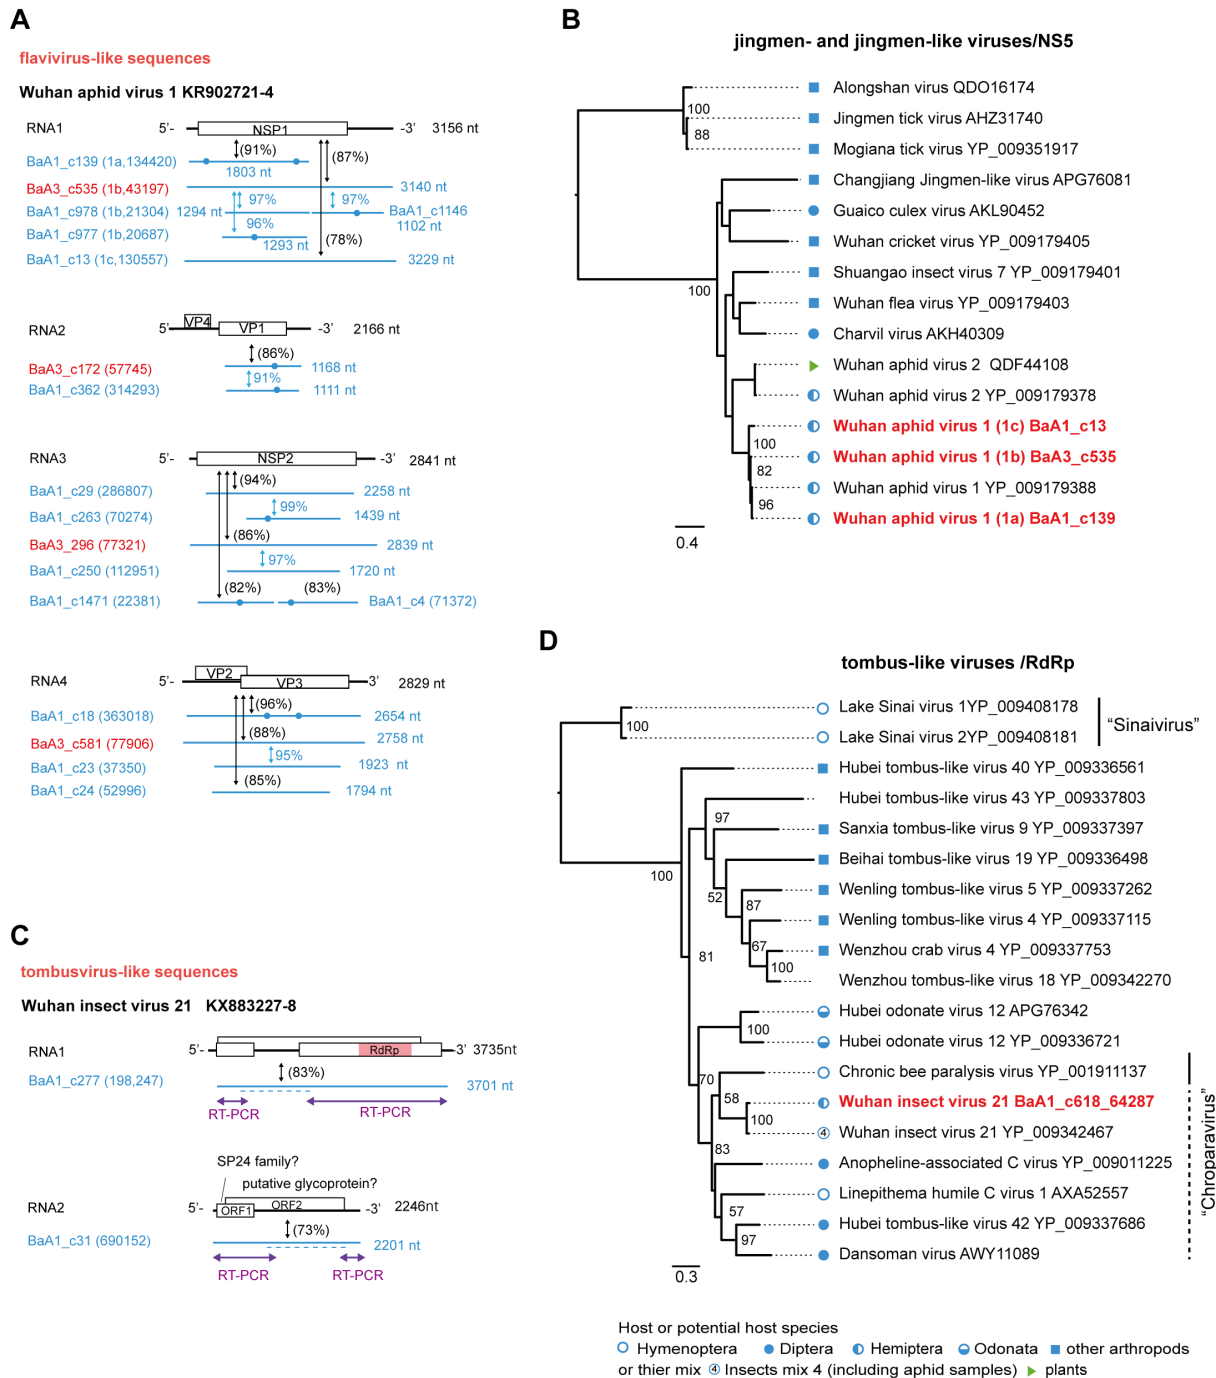 A
flavivirus-like sequences
Wuhan aphid virus 1 KR902721-4
RNA1 5'- NSP1 -3' 3156 nt
(91%) (87%)
BaA1_c139 (1a,134420)
1803 nt
BaA3_c535 (1b,43197) 3140 nt
97% 97%
BaA1_c978 (1b,21304) 1294 nt BaA1_c1146
1102 nt
96%
BaA1_c977 (1b,20687) 1293 nt (78%)
BaA1_c13 (1c,130557) 3229 nt
RNA2 5' VP4 VP1 -3' 2166 nt
(86%)
BaA3_c172 (57745) 1168 nt
91%
BaA1_c362 (314293) 1111 nt
RNA3 5'- NSP2 -3' 2841 nt
(94%)
BaA1_c29 (286807) 2258 nt
99%
BaA1_c263 (70274) 1439 nt
(86%)
BaA3_296 (77321) 2839 nt
97%
BaA1_c250 (112951) 1720 nt
(82%) (83%)
BaA1_c1471 (22381) BaA1_c4 (71372)
RNA4 5'- VP2 VP3 3' 2829 nt
(96%)
BaA1_c18 (363018) 2654 nt
(88%)
BaA3_c581 (77906) 2758 nt
95%
BaA1_c23 (37350) 1923 nt
(85%)
BaA1_c24 (52996) 1794 nt
B
jingmen- and jingmen-like viruses/NS5
Alongshan virus QDO16174
100
Jingmen tick virus AHZ31740
88
Mogiana tick virus YP_009351917
Changjiang Jingmen-like virus APG76081
Guaico culex virus AKL90452
Wuhan cricket virus YP_009179405
Shuangao insect virus 7 YP_009179401
100
Wuhan flea virus YP_009179403
Charvil virus AKH40309
Wuhan aphid virus 2 QDF44108
Wuhan aphid virus 2 YP_009179378
Wuhan aphid virus 1 (1c) BaA1_c13
100
Wuhan aphid virus 1 (1b) BaA3_c535
82
Wuhan aphid virus 1 YP_009179388
96
Wuhan aphid virus 1 (1a) BaA1_c139
0.4
C
tombusvirus-like sequences
Wuhan insect virus 21 KX883227-8
RNA1 5'- RdRp -3' 3735nt
(83%)
BaA1_c277 (198,247) 3701 nt
RT-PCR RT-PCR
SP24 family?
putative glycoprotein?
RNA2 5'- ORF1 ORF2 -3' 2246nt
(73%)
BaA1_c31 (690152) 2201 nt
RT-PCR RT-PCR
D
tombus-like viruses /RdRp
Lake Sinai virus 1YP_009408178
100 “Sinaivirus”
Lake Sinai virus 2YP_009408181
Hubei tombus-like virus 40 YP_009336561
Hubei tombus-like virus 43 YP_009337803
97
Sanxia tombus-like virus 9 YP_009337397
Beihai tombus-like virus 19 YP_009336498
100
Wenling tombus-like virus 5 YP_009337262
52 87
Wenling tombus-like virus 4 YP_009337115
67
Wenzhou crab virus 4 YP_009337753
81 100
Wenzhou tombus-like virus 18 YP_009342270
Hubei odonate virus 12 APG76342
100
Hubei odonate virus 12 YP_009336721
Chronic bee paralysis virus YP_001911137
70 58
Wuhan insect virus 21 BaA1_c618_64287
100
Wuhan insect virus 21 YP_009342467
4
83
Anopheline-associated C virus YP_009011225
Linepithema humile C virus 1 AXA52557
57
Hubei tombus-like virus 42 YP_009337686
97
Dansoman virus AWY11089
“Chroparavirus”
0.3
Host or potential host species
Hymenoptera Diptera Hemiptera Odonata other arthropods
or thier mix 4 Insects mix 4 (including aphid samples) plants